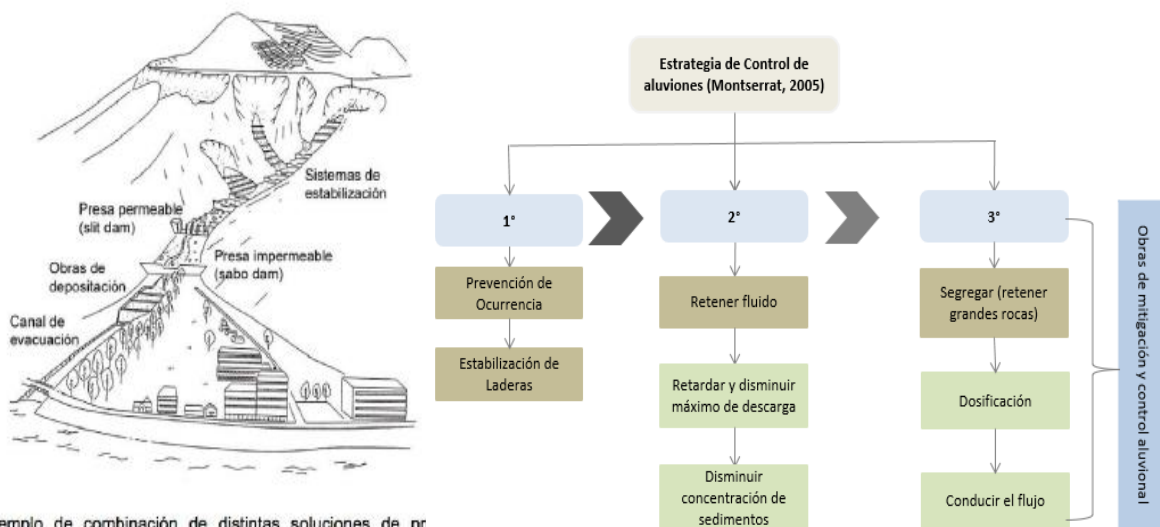 Sistemas de
estabilización
Presa permeable
(slit dam)
Presa impermeable
(sabo dam)
Obras de
depositación
Canal de
evacuación
emplo de combinación de distintas soluciones de pr
Estrategia de Control de
aluviones (Montserrat, 2005)
1°
Prevención de
Ocurrencia
Estabilización de
Laderas
2°
Retener fluido
Retardar y disminuir
máximo de descarga
Disminuir
concentración de
sedimentos
3°
Segregar (retener
grandes rocas)
Dosificación
Conducir el flujo
Obras de mitigación y control aluvional